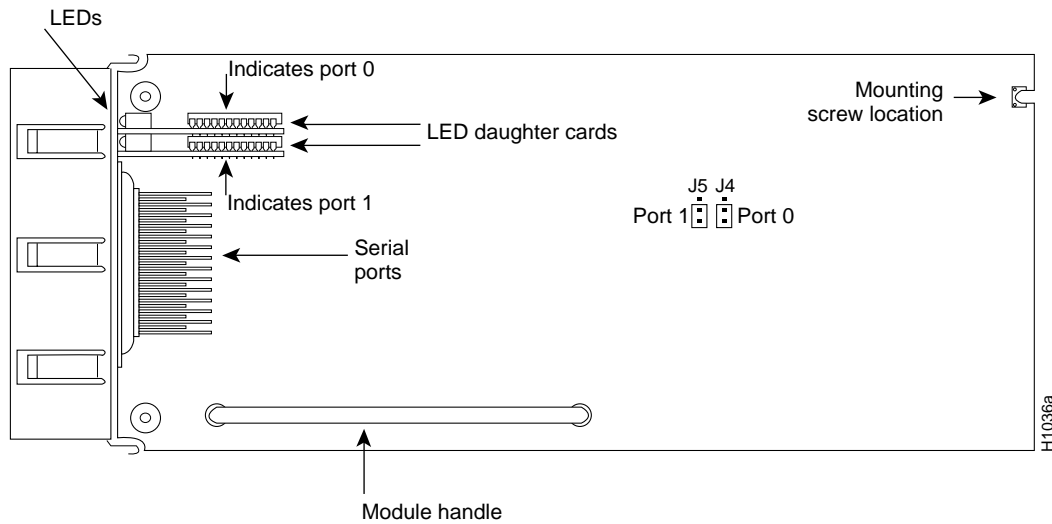 LEDs
Indicates port 0
Mounting
screw location
LED daughter cards
J5 J4
Indicates port 1
Port 1 Port 0
Serial
ports
Module handle
H1036a